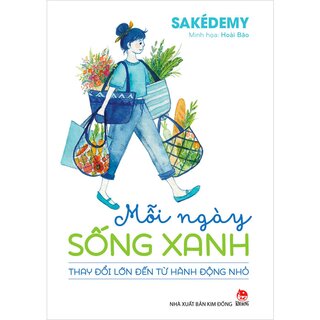 SAKÉDEMY
Minh họa: Hoài Bão
Mỗi ngày
SỐNG XANH
THAY ĐỔI LỚN ĐẾN TỪ HÀNH ĐỘNG NHỎ
NHÀ XUẤT BẢN KIM ĐỒNG